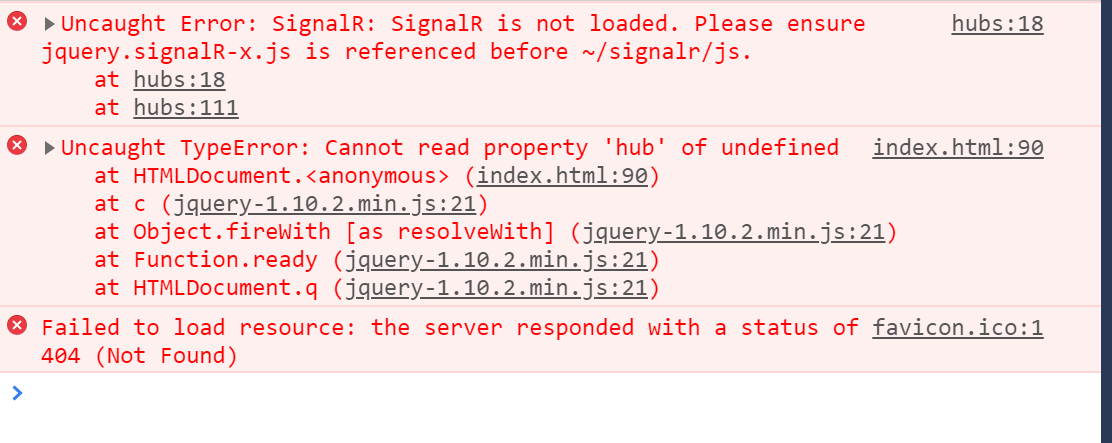 Uncaught Error: SignalR: SignalR is not loaded. Please ensure hubs:18
jquery.signalR-x.js is referenced before ~/signalr/js.
at hubs:18
at hubs:111
Uncaught TypeError: Cannot read property 'hub' of undefined index.html:90
at HTMLDocument.<anonymous> (index.html:90)
at c (jquery-1.10.2.min.js:21)
at Object.fireWith [as resolveWith] (jquery-1.10.2.min.js:21)
at Function.ready (jquery-1.10.2.min.js:21)
at HTMLDocument.q (jquery-1.10.2.min.js:21)
Failed to load resource: the server responded with a status of favicon.ico:1
404 (Not Found)